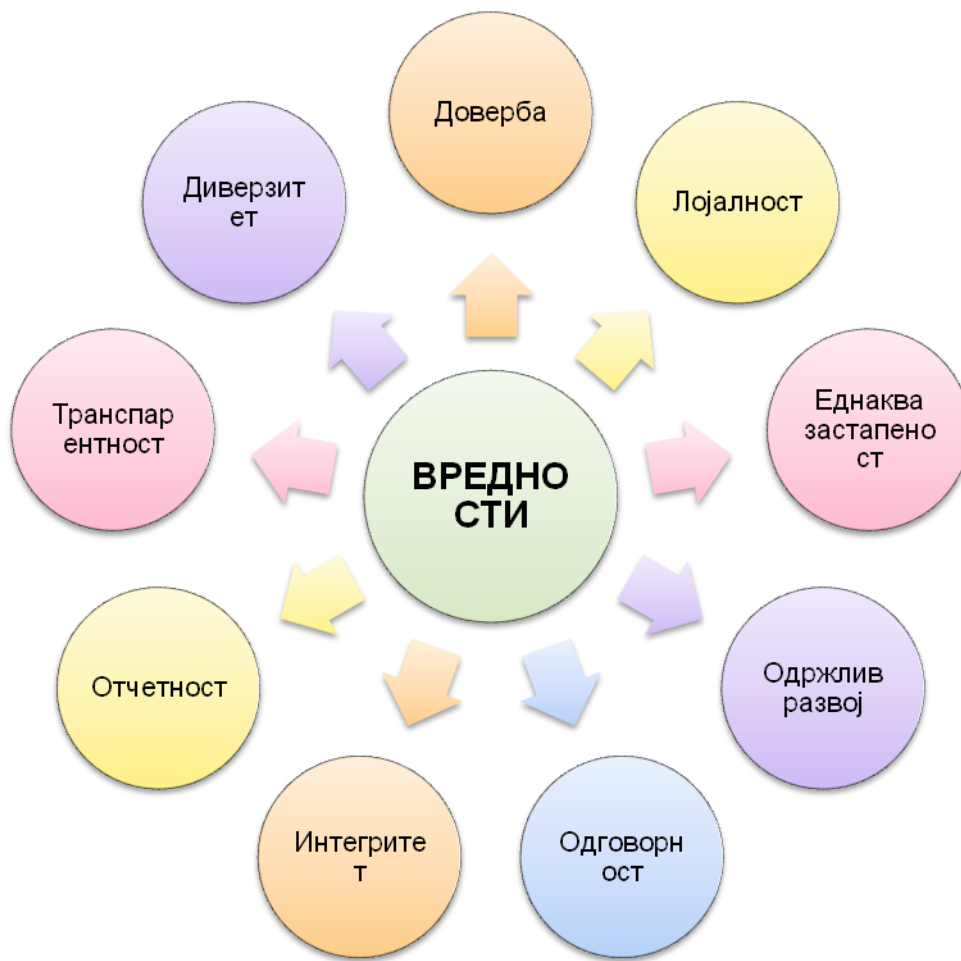 Доверба
Лојалност
Еднаква
застапено
ст
Одржлив
развој
Одговорн
ост
Интегрите
т
Отчетност
Транспар
ентност
Диверзит
ет
ВРЕДНО
СТИ